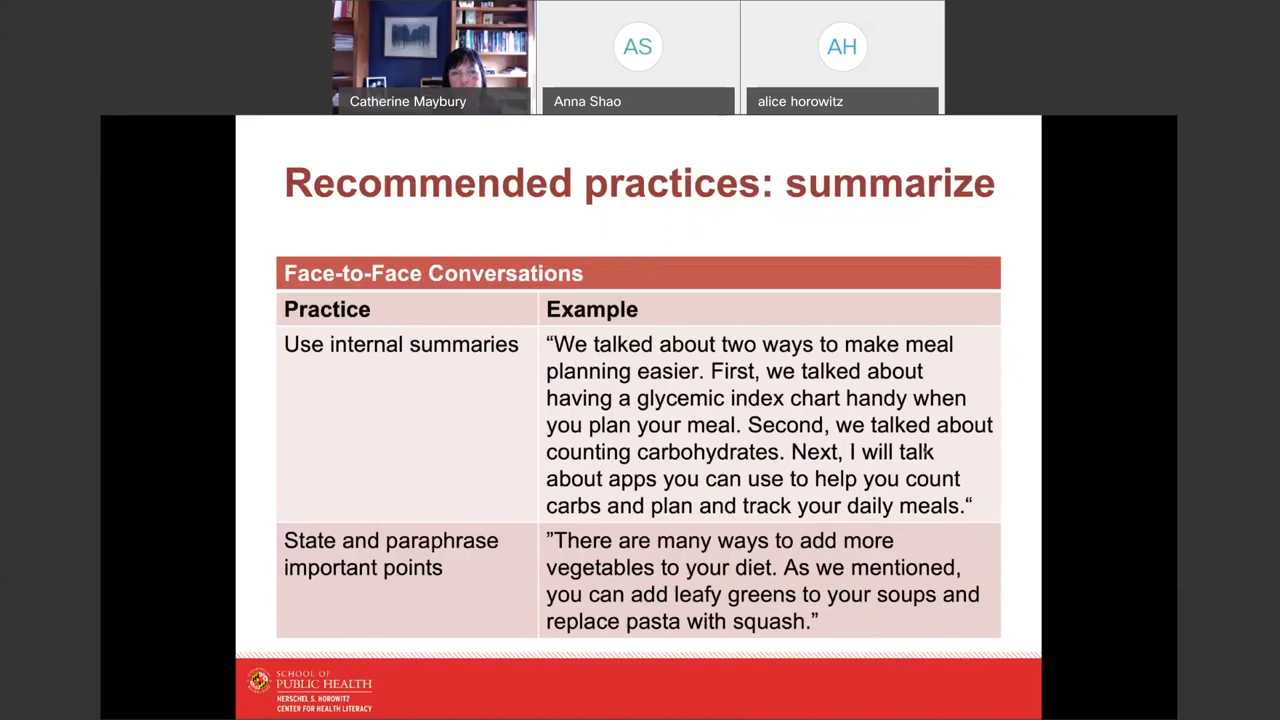 AS
AH
Catherine Maybury
Anna Shao
alice horowitz
Recommended practices: summarize
Face-to-Face Conversations
Practice
Example
Use internal summaries
“We talked about two ways to make meal
planning easier. First, we talked about
having a glycemic index chart handy when
you plan your meal. Second, we talked about
counting carbohydrates. Next, I will talk
about apps you can use to help you count
carbs and plan and track your daily meals.“
State and paraphrase
important points
”There are many ways to add more
vegetables to your diet. As we mentioned,
you can add leafy greens to your soups and
replace pasta with squash.”
SCHOOL OF
PUBLIC HEALTH
HERSCHEL S. HOROWITZ
CENTER FOR HEALTH LITERACY